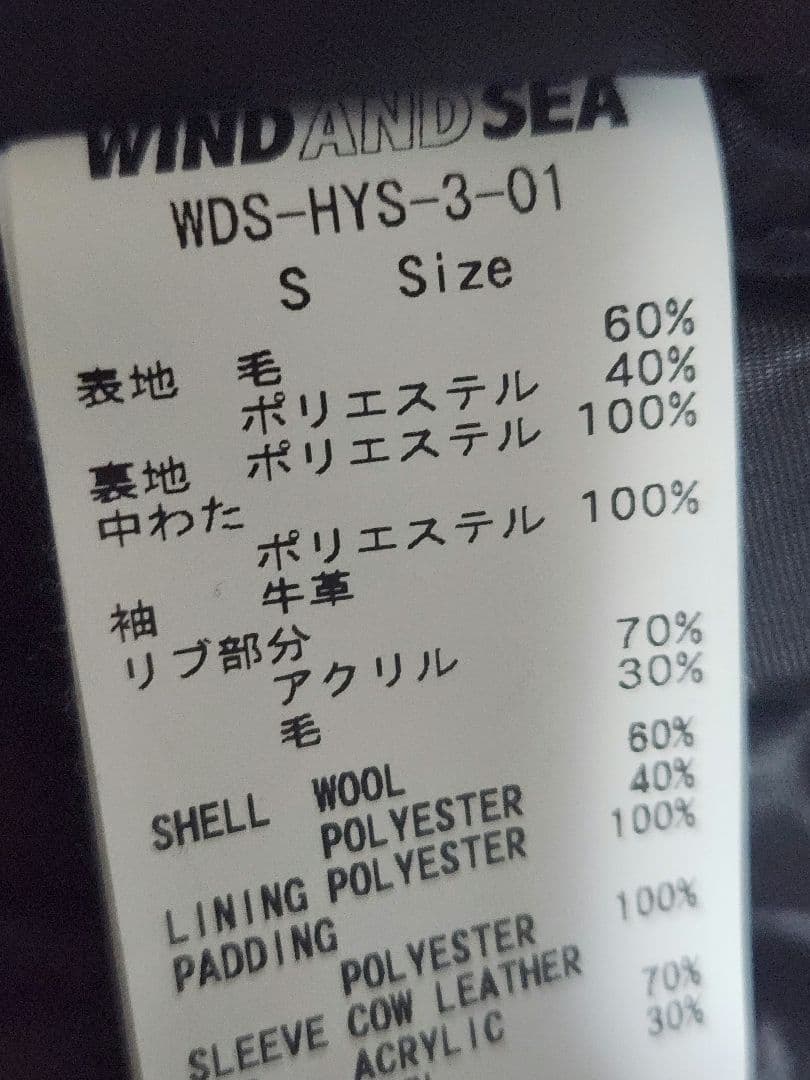 WIND AND SEA
WDS-HYS-3-01
S Size
表地 毛 60%
ポリエステル 40%
裏地 ポリエステル 100%
中わた
ポリエステル 100%
袖 牛革
リブ部分
アクリル 70%
毛 30%
SHELL WOOL 60%
POLYESTER 40%
LINING POLYESTER 100%
PADDING
POLYESTER 100%
SLEEVE COW LEATHER
ACRYLIC 70%
30%